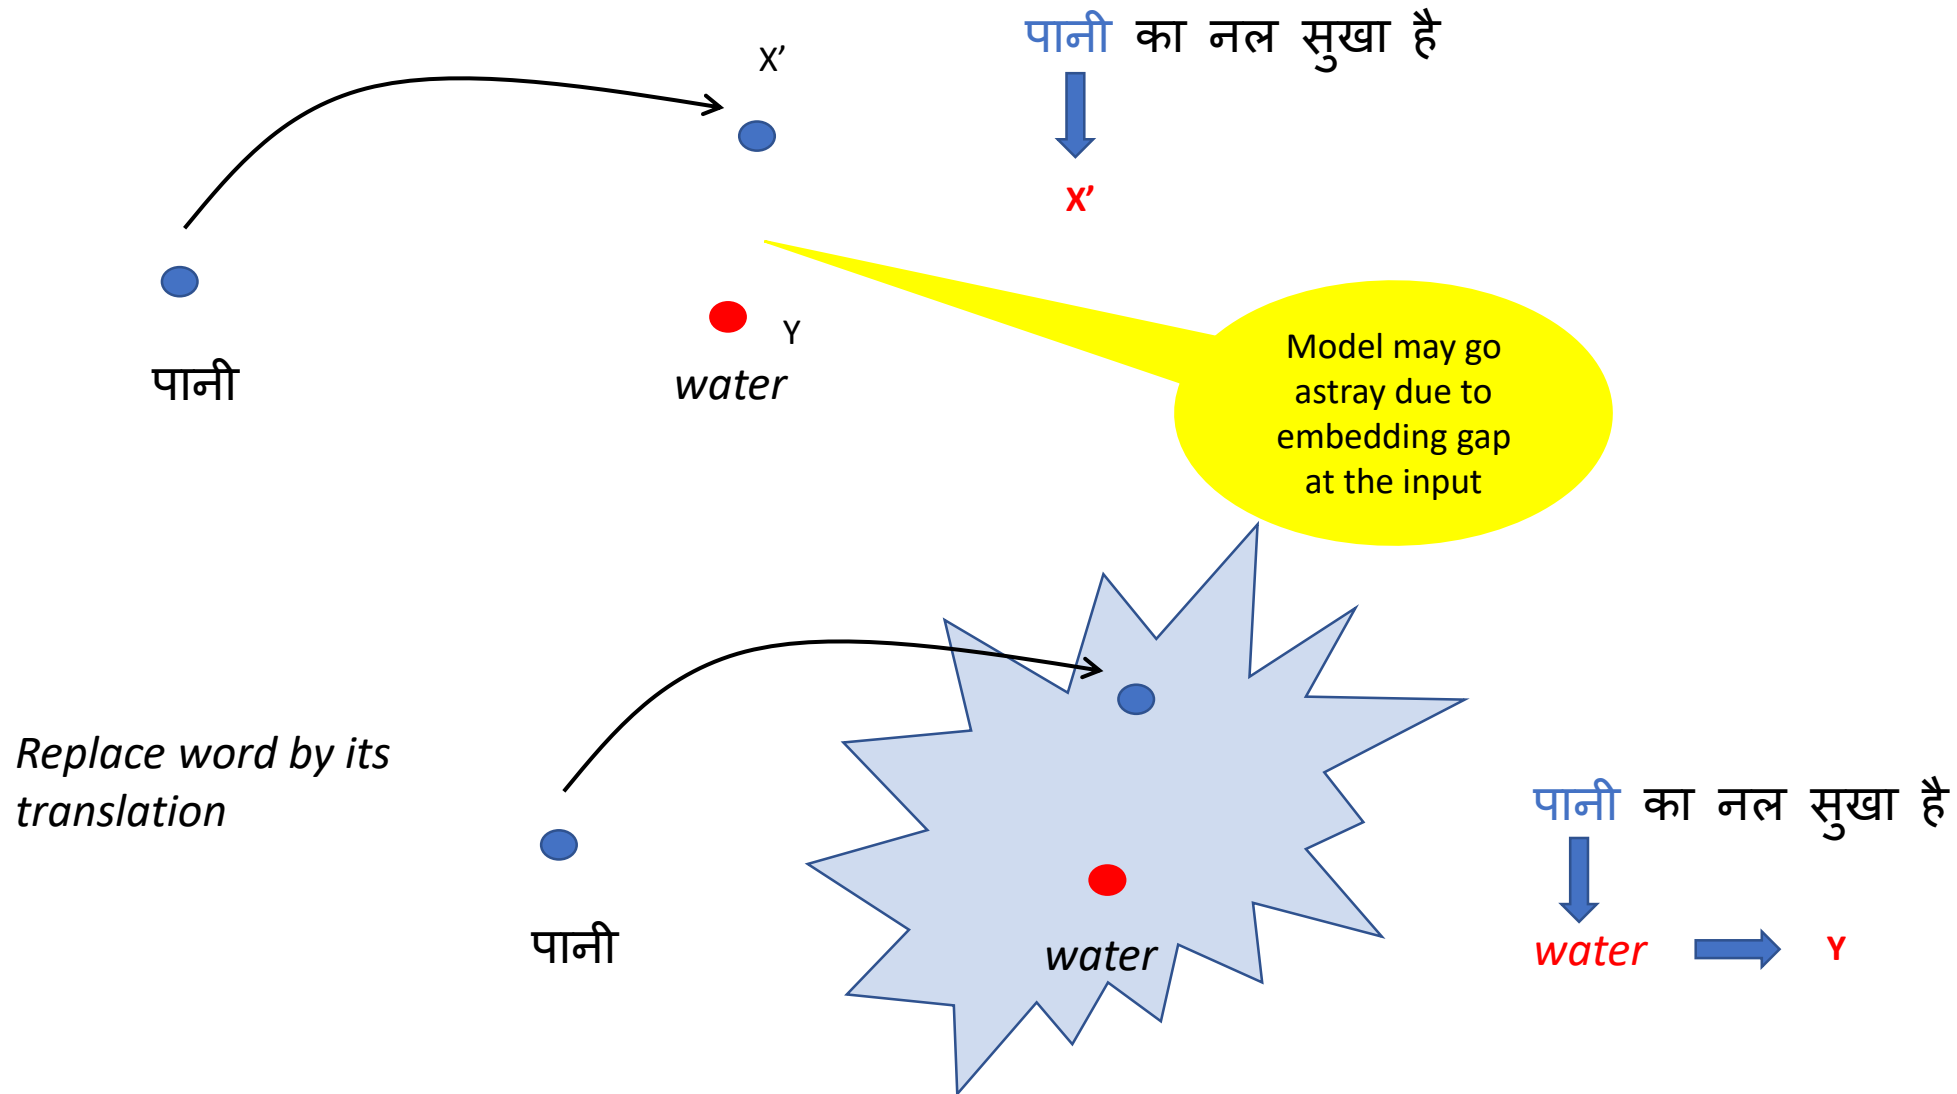 पानी का नल सुखा है
X’
X’
Y
पानी
water
Model may go
astray due to
embedding gap
at the input
Replace word by its
translation
पानी
water
पानी का नल सुखा है
water
Y